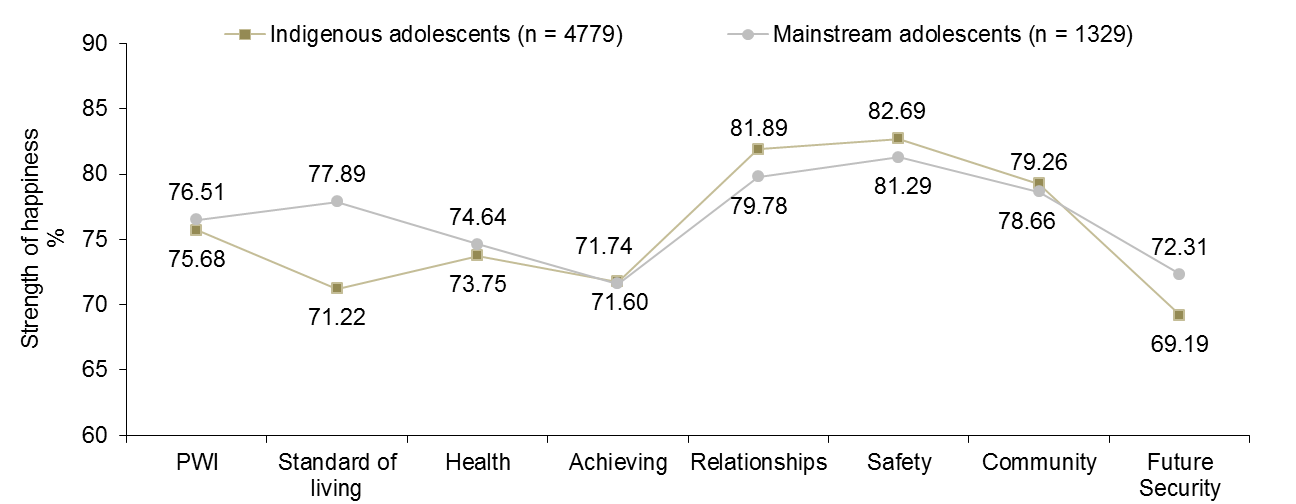 Indigenous adolescents (n = 4779)
Mainstream adolescents (n = 1329)
Strength of happiness
%
90
85
80
75
70
65
60
76.51
75.68
77.89
71.22
74.64
73.75
71.74
71.60
81.89
79.78
82.69
81.29
79.26
78.66
72.31
69.19
PWI
Standard of
living
Health
Achieving
Relationships
Safety
Community
Future
Security